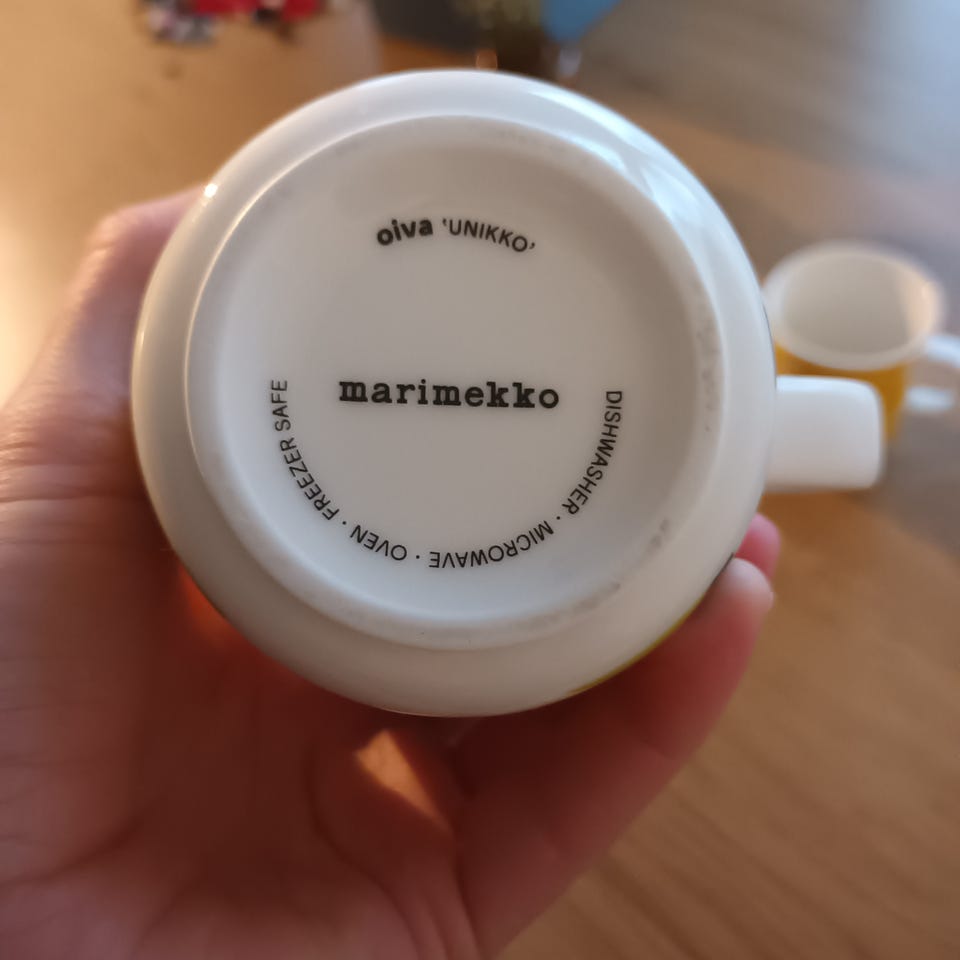 oiva 'UNIKKO'
marimekko
DISHWASHER · MICROWAVE · OVEN · FREEZER SAFE